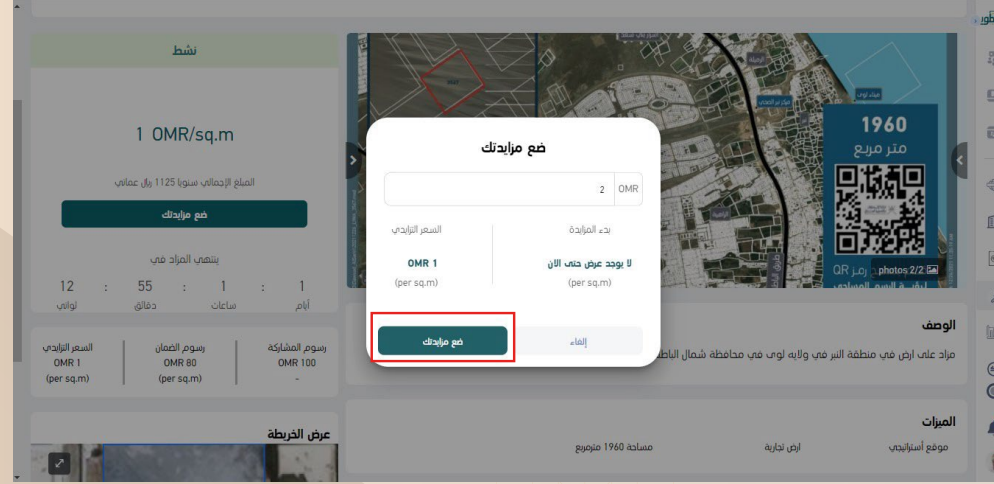 نشط
1 OMR/sq.m
المبلغ الإجمالي سنويا 1125 ريال عماني
ضع مزايدتك
ينتهي المزاد في
1 : 1 : 55 : 12
أيام ساعات دقائق ثواني
رسوم المشاركة
OMR 100
-
رسوم الضمان
OMR 80
(per sq.m)
السعر التزايدي
OMR 1
(per sq.m)
عرض الخريطة
1960
متر مربع
رمز QR
photos 2/2
ضع مزايدتك
2 OMR
بدء المزايدة
لا يوجد عرض حتى الآن
(per sq.m)
السعر التزايدي
OMR 1
(per sq.m)
إلغاء
ضع مزايدتك
الوصف
مزاد على ارض في منطقة النبر في ولايه لوى في محافظة شمال
الميزات
موقع أستراتيجي
ارض تجارية
مساحة 1960 مترمربع